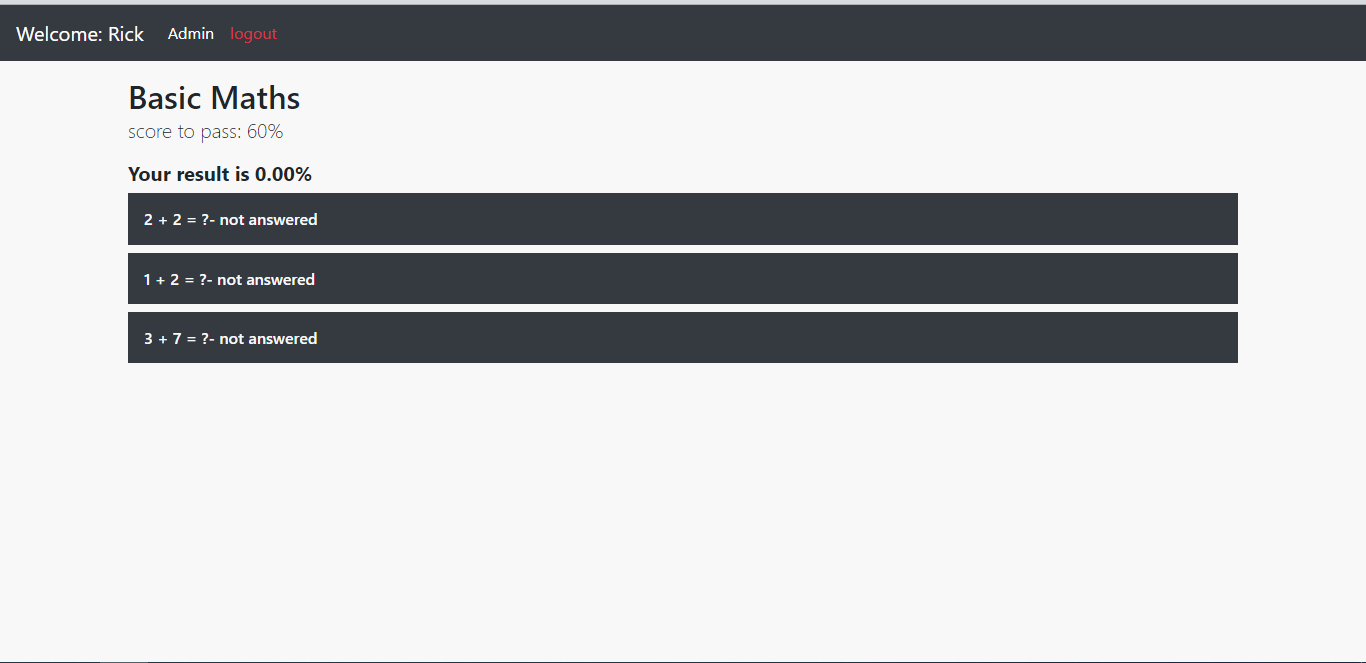 Welcome: Rick Admin logout
Basic Maths
score to pass: 60%
Your result is 0.00%
2 + 2 = ?- not answered
1 + 2 = ?- not answered
3 + 7 = ?- not answered